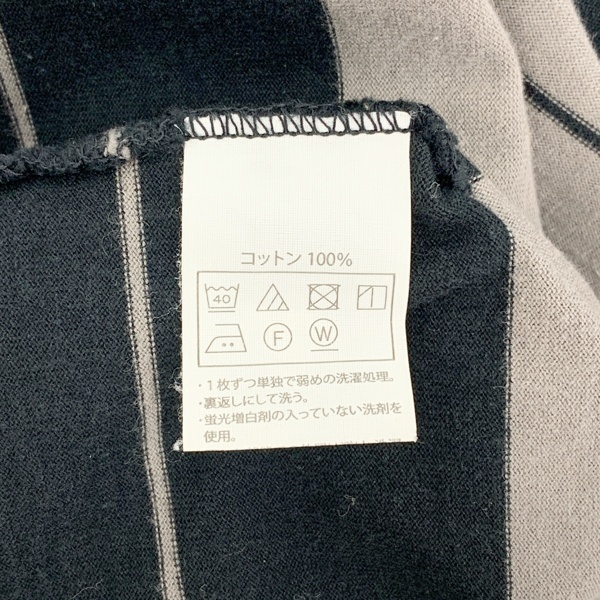 コットン 100%
40
F W
・1枚ずつ単独で弱めの洗濯処理。
・裏返しにして洗う。
・蛍光増白剤の入っていない洗剤を
使用。